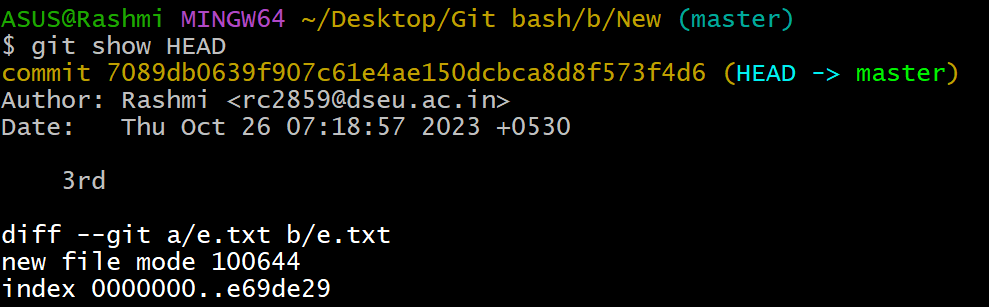 ASUS@Rashmi MINGW64 ~/Desktop/Git bash/b/New (master)
$ git show HEAD
commit 7089db0639f907c61e4ae150dcbca8d8f573f4d6 (HEAD -> master)
Author: Rashmi <rc2859@dseu.ac.in>
Date:   Thu Oct 26 07:18:57 2023 +0530
    3rd
diff --git a/e.txt b/e.txt
new file mode 100644
index 0000000..e69de29